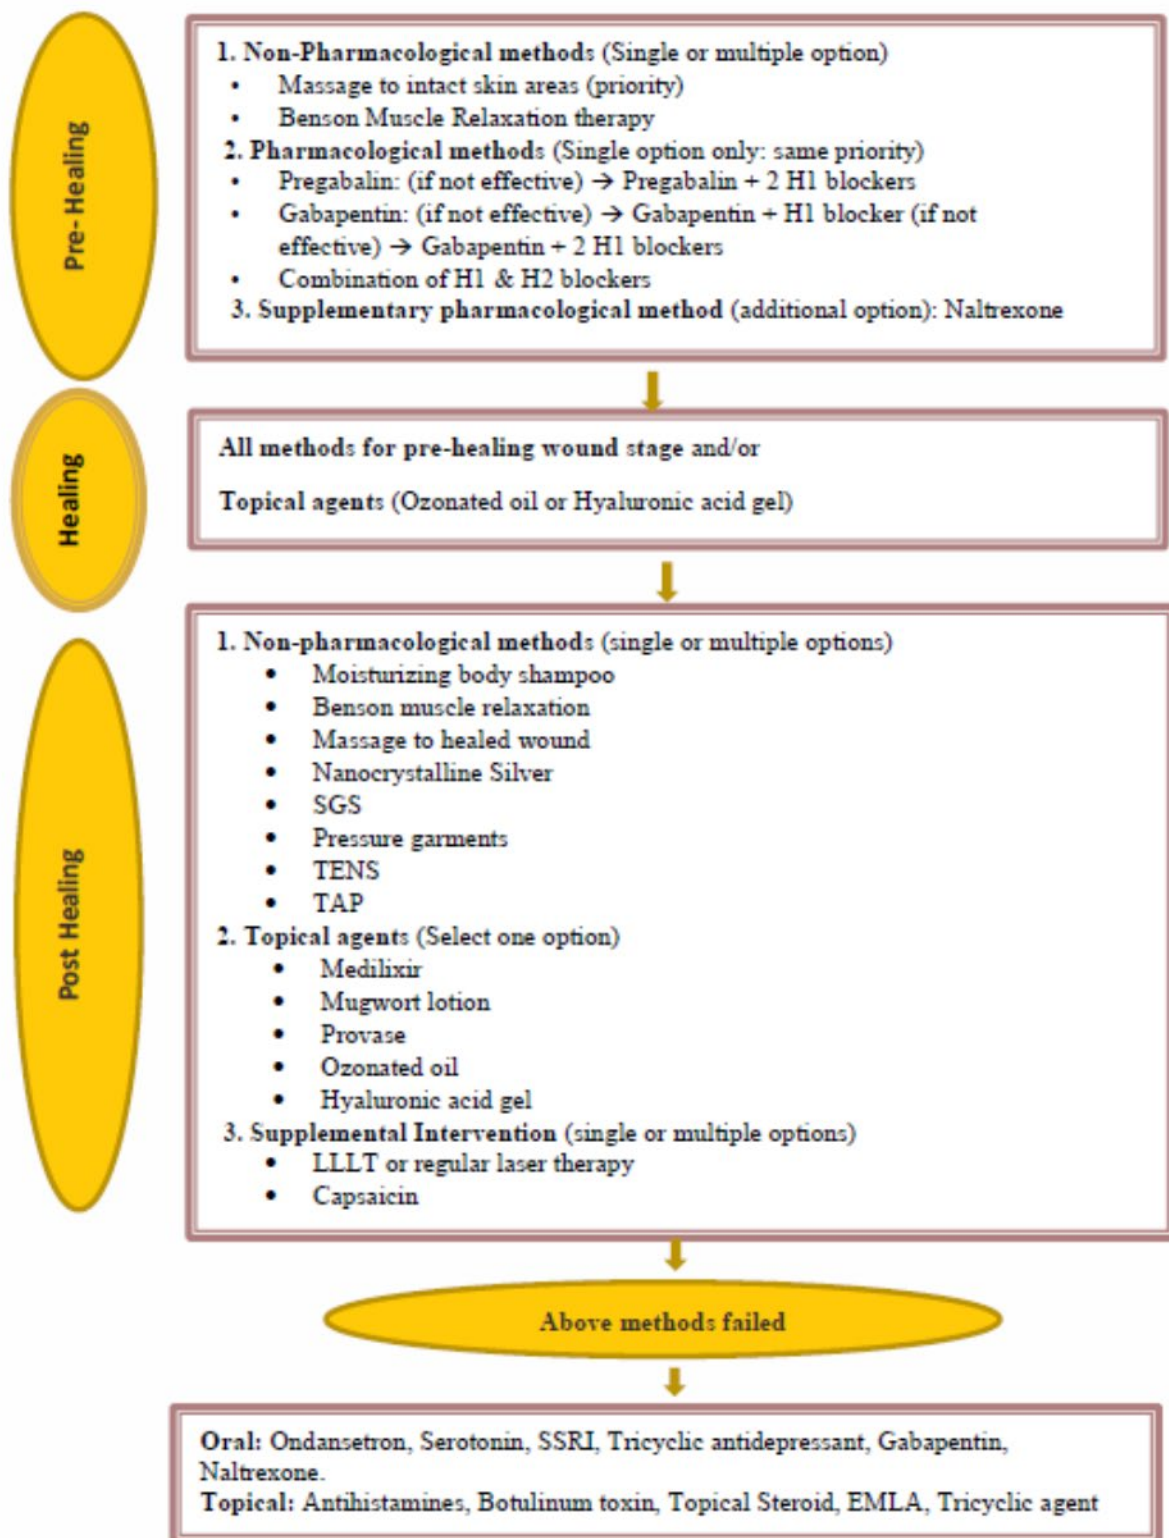 Pre- Healing
1. Non-Pharmacological methods (Single or multiple option)
• Massage to intact skin areas (priority)
• Benson Muscle Relaxation therapy
2. Pharmacological methods (Single option only: same priority)
• Pregabalin: (if not effective) → Pregabalin + 2 H1 blockers
• Gabapentin: (if not effective) → Gabapentin + H1 blocker (if not
effective) → Gabapentin + 2 H1 blockers
• Combination of H1 & H2 blockers
3. Supplementary pharmacological method (additional option): Naltrexone
Healing
All methods for pre-healing wound stage and/or
Topical agents (Ozonated oil or Hyaluronic acid gel)
Post Healing
1. Non-pharmacological methods (single or multiple options)
• Moisturizing body shampoo
• Benson muscle relaxation
• Massage to healed wound
• Nanocrystalline Silver
• SGS
• Pressure garments
• TENS
• TAP
2. Topical agents (Select one option)
• Medilixir
• Mugwort lotion
• Provase
• Ozonated oil
• Hyaluronic acid gel
3. Supplemental Intervention (single or multiple options)
• LLLT or regular laser therapy
• Capsaicin
Above methods failed
Oral: Ondansetron, Serotonin, SSRI, Tricyclic antidepressant, Gabapentin,
Naltrexone.
Topical: Antihistamines, Botulinum toxin, Topical Steroid, EMLA, Tricyclic agent